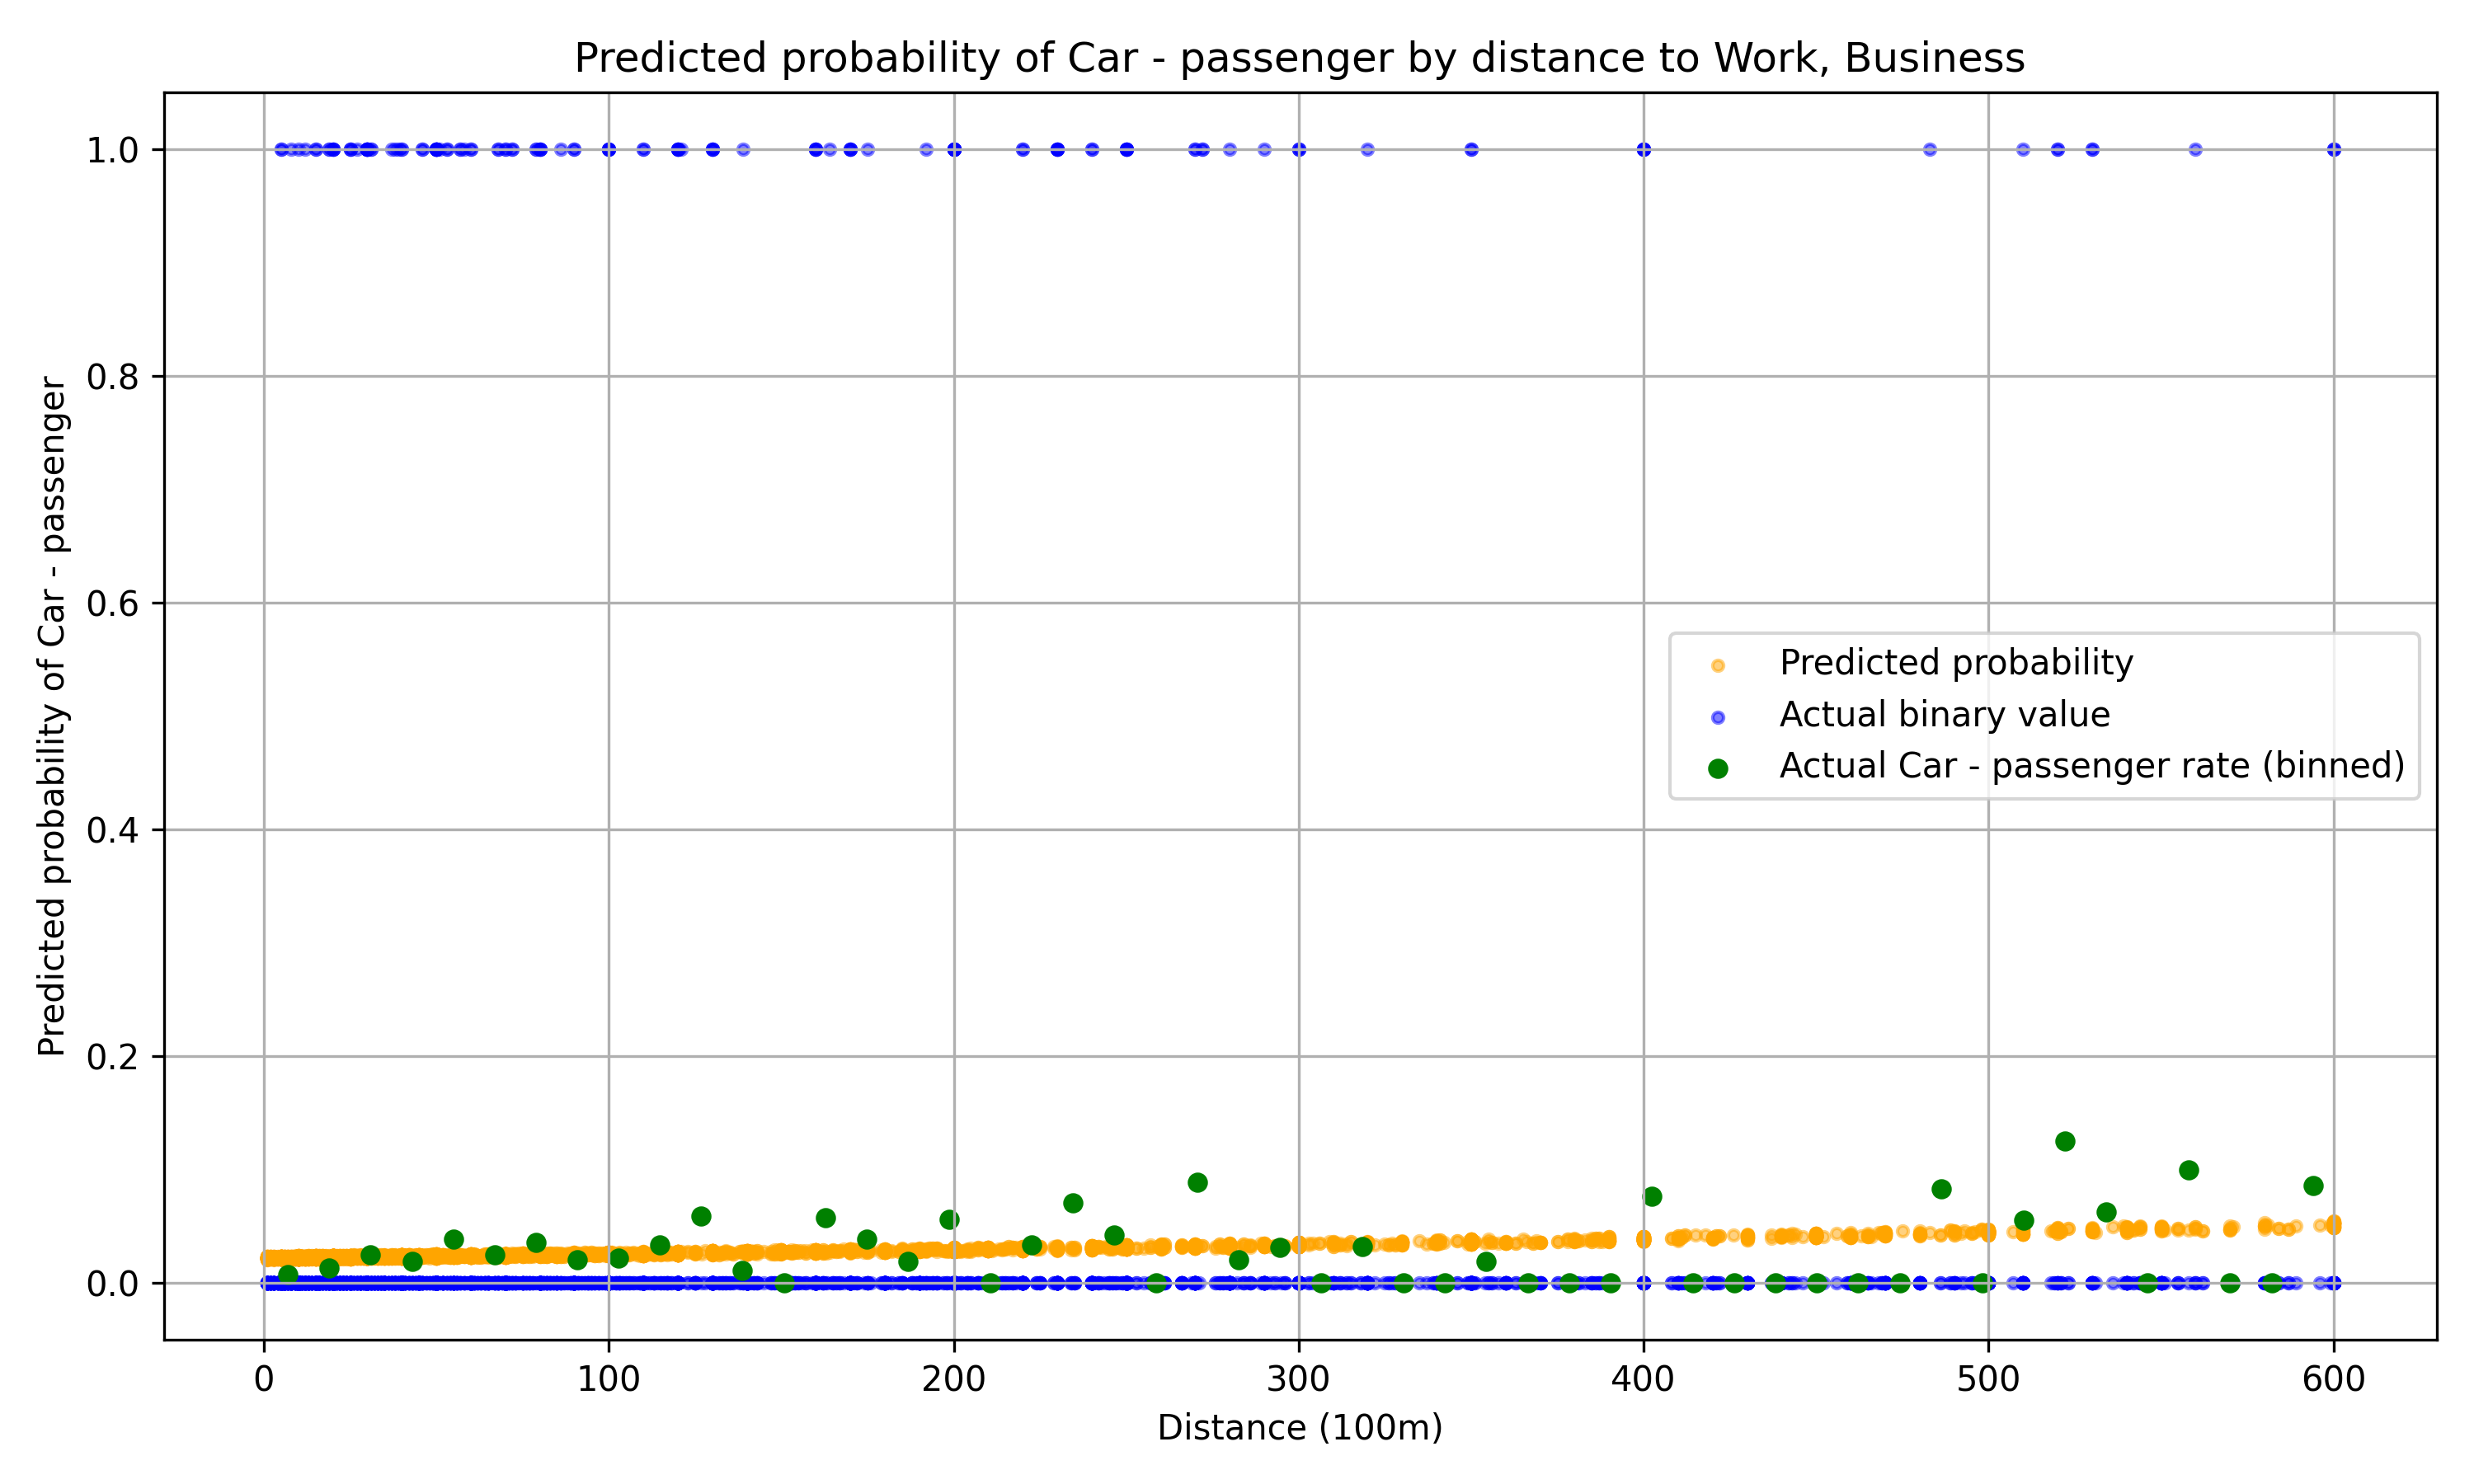 Predicted probability of Car - passenger by distance to Work, Business
Predicted probability of Car - passenger
1.0
0.8
0.6
0.4
0.2
0.0
Predicted probability
Actual binary value
Actual Car - passenger rate (binned)
0 100 200 300 400 500 600
Distance (100m)